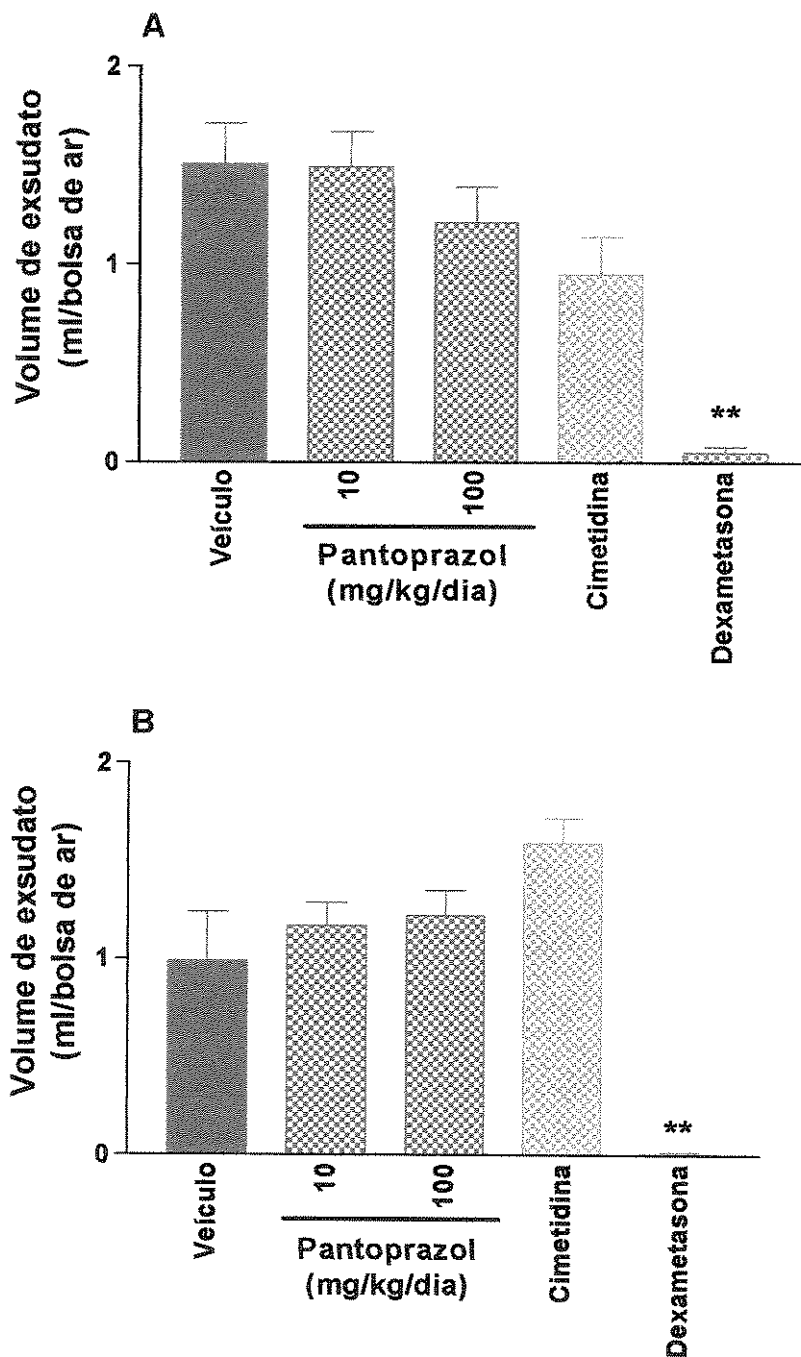 A
Volume de exsudato
(ml/bolsa de ar)
2
1
0
**
Veículo
10
100
Pantoprazol
(mg/kg/dia)
Cimetidina
Dexametasona
B
Volume de exsudato
(ml/bolsa de ar)
2
1
0
**
Veículo
10
100
Pantoprazol
(mg/kg/dia)
Cimetidina
Dexametasona